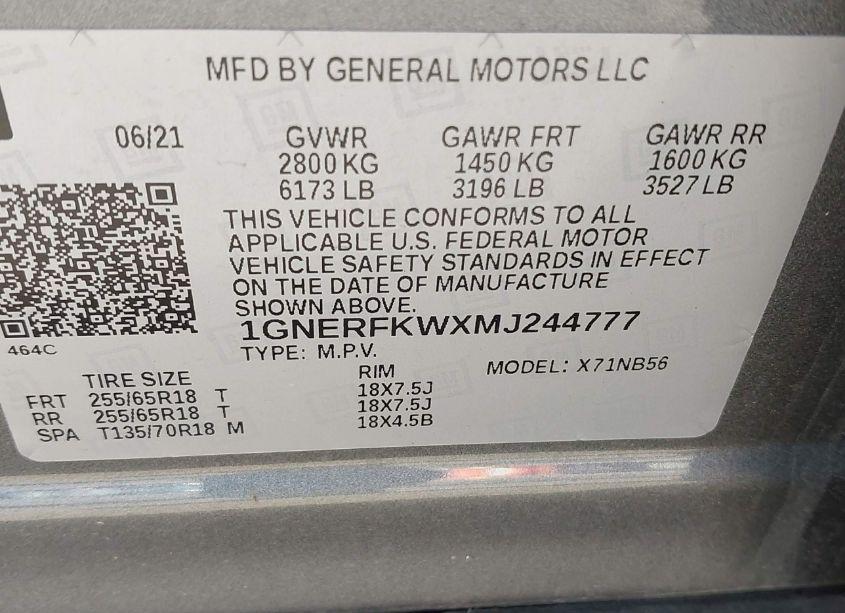 MFD BY GENERAL MOTORS LLC
06/21 GVWR GAWR FRT GAWR RR
2800 KG 1450 KG 1600 KG
6173 LB 3196 LB 3527 LB
THIS VEHICLE CONFORMS TO ALL
APPLICABLE U.S. FEDERAL MOTOR
VEHICLE SAFETY STANDARDS IN EFFECT
ON THE DATE OF MANUFACTURE
SHOWN ABOVE.
1GNERFKWXMJ244777
464C
TYPE: M.P.V. MODEL: X71NB56
TIRE SIZE RIM
FRT 255/65R18 T 18X7.5J
RR 255/65R18 T 18X7.5J
SPA T135/70R18 M 18X4.5B